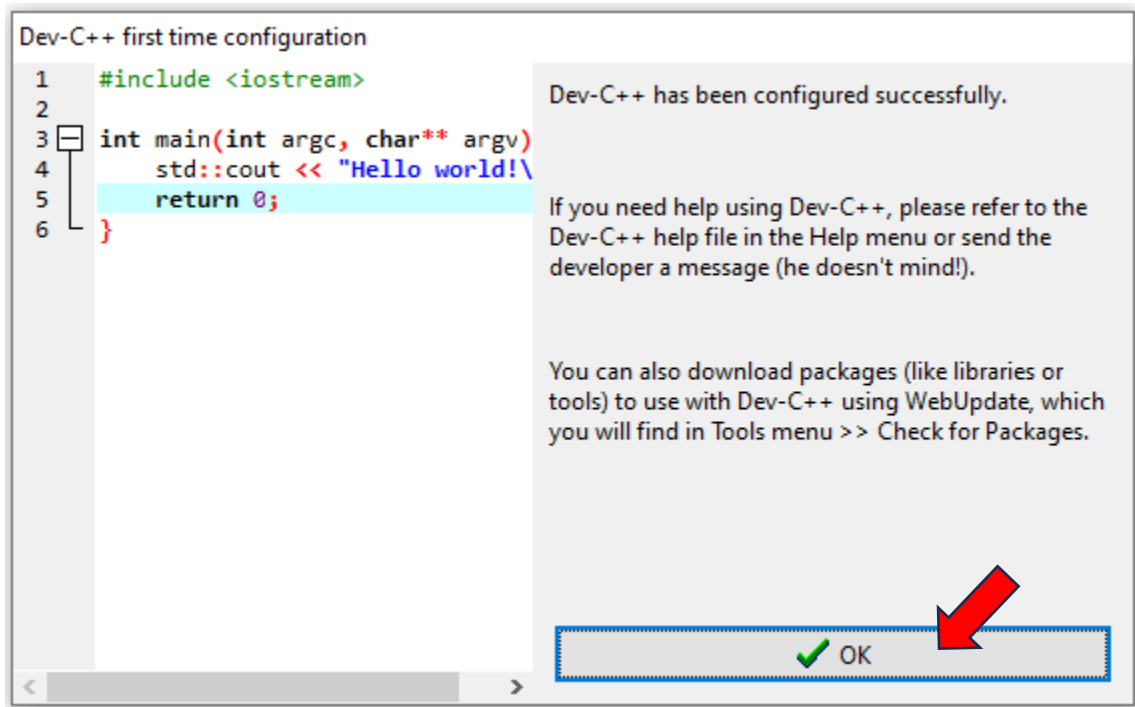 Dev-C++ first time configuration
1 #include <iostream>
2
3 int main(int argc, char** argv)
4 std::cout << "Hello world!\
5 return 0;
6 }
Dev-C++ has been configured successfully.
If you need help using Dev-C++, please refer to the
Dev-C++ help file in the Help menu or send the
developer a message (he doesn't mind!).
You can also download packages (like libraries or
tools) to use with Dev-C++ using WebUpdate, which
you will find in Tools menu >> Check for Packages.
OK